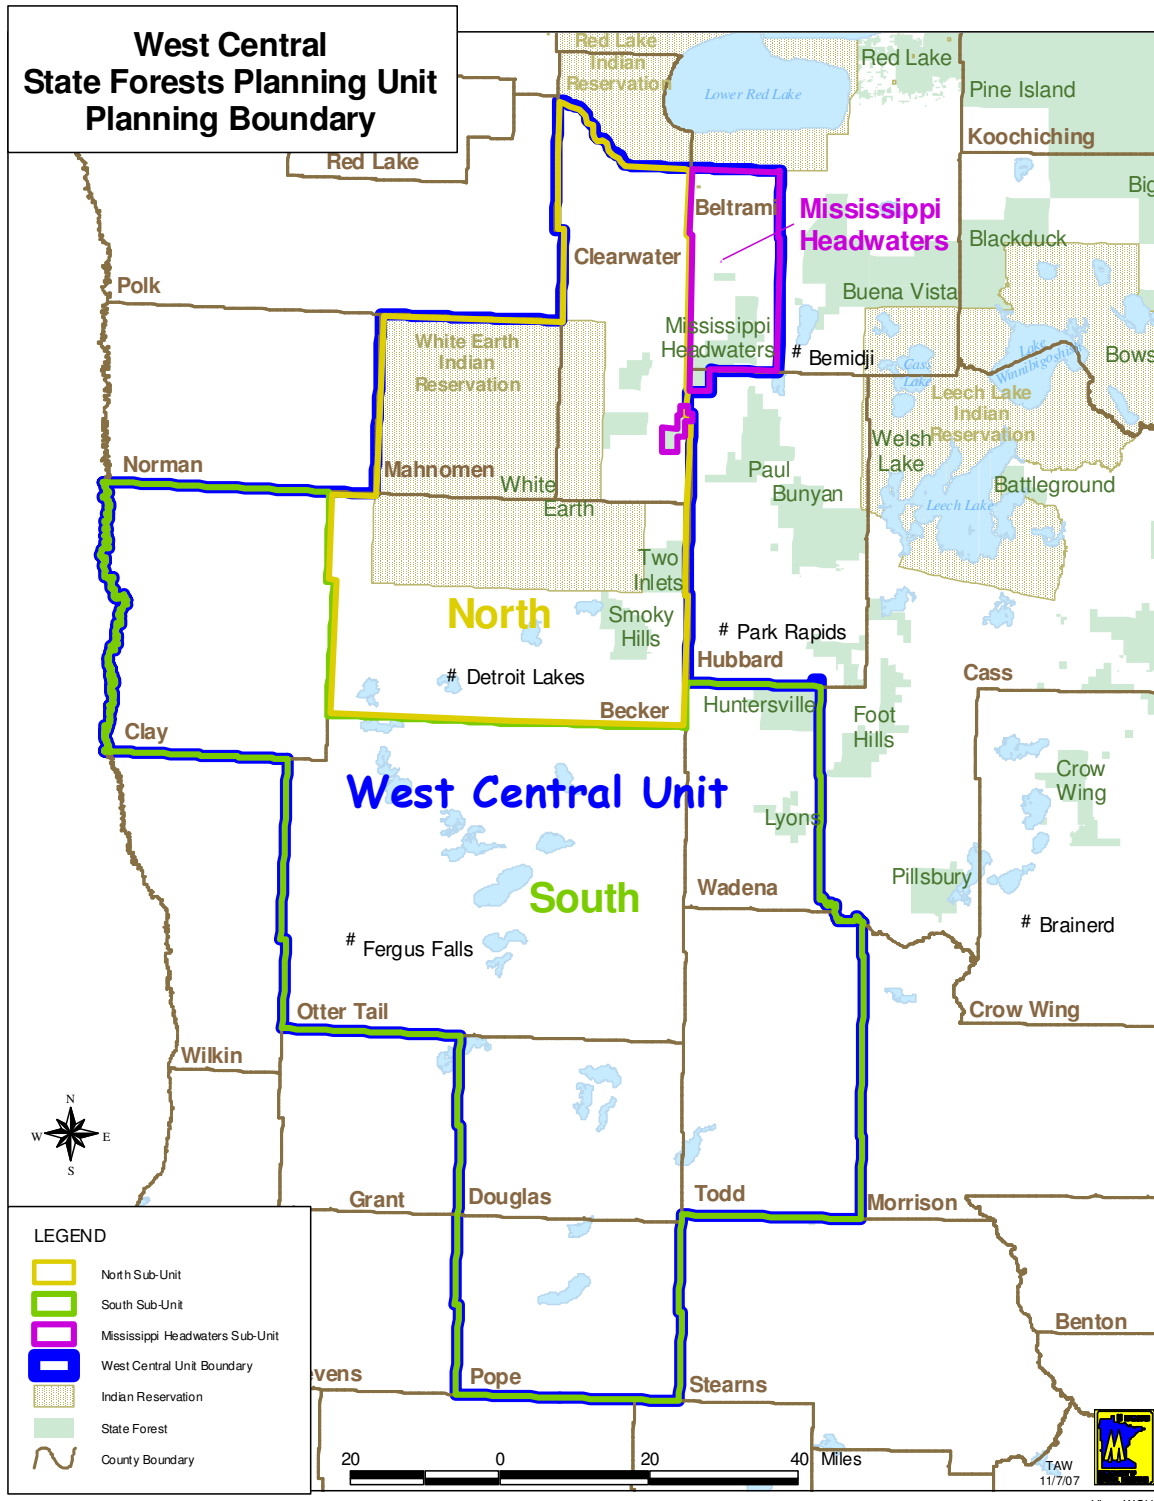 West Central
State Forests Planning Unit
Planning Boundary
Red Lake
Indian
Reservation
Lower Red Lake
Red Lake
Pine Island
Koochiching
Red Lake
Big
Beltrami
Mississippi
Headwaters
Blackduck
Clearwater
Polk
Buena Vista
Mississippi
Headwaters
White Earth
Indian
Reservation
# Bemidji
Lake
Winnibigoshish
Bows
Cass
Lake
Leech Lake
Indian
Reservation
Welsh
Lake
Norman
Mahnomen
White
Earth
Paul
Bunyan
Battleground
Leech Lake
Two
Inlets
North
Smoky
Hills
# Park Rapids
Hubbard
# Detroit Lakes
Cass
Becker
Huntersville
Foot
Hills
Clay
Crow
Wing
West Central Unit
Lyons
Pillsbury
Wadena
South
# Brainerd
# Fergus Falls
Otter Tail
Crow Wing
Wilkin
N
W E
S
Grant
Douglas
Todd
Morrison
LEGEND
North Sub-Unit
South Sub-Unit
Mississippi Headwaters Sub-Unit
West Central Unit Boundary
Indian Reservation
State Forest
County Boundary
Benton
evens
Pope
Stearns
20 0 20 40 Miles
TAW
11/7/07